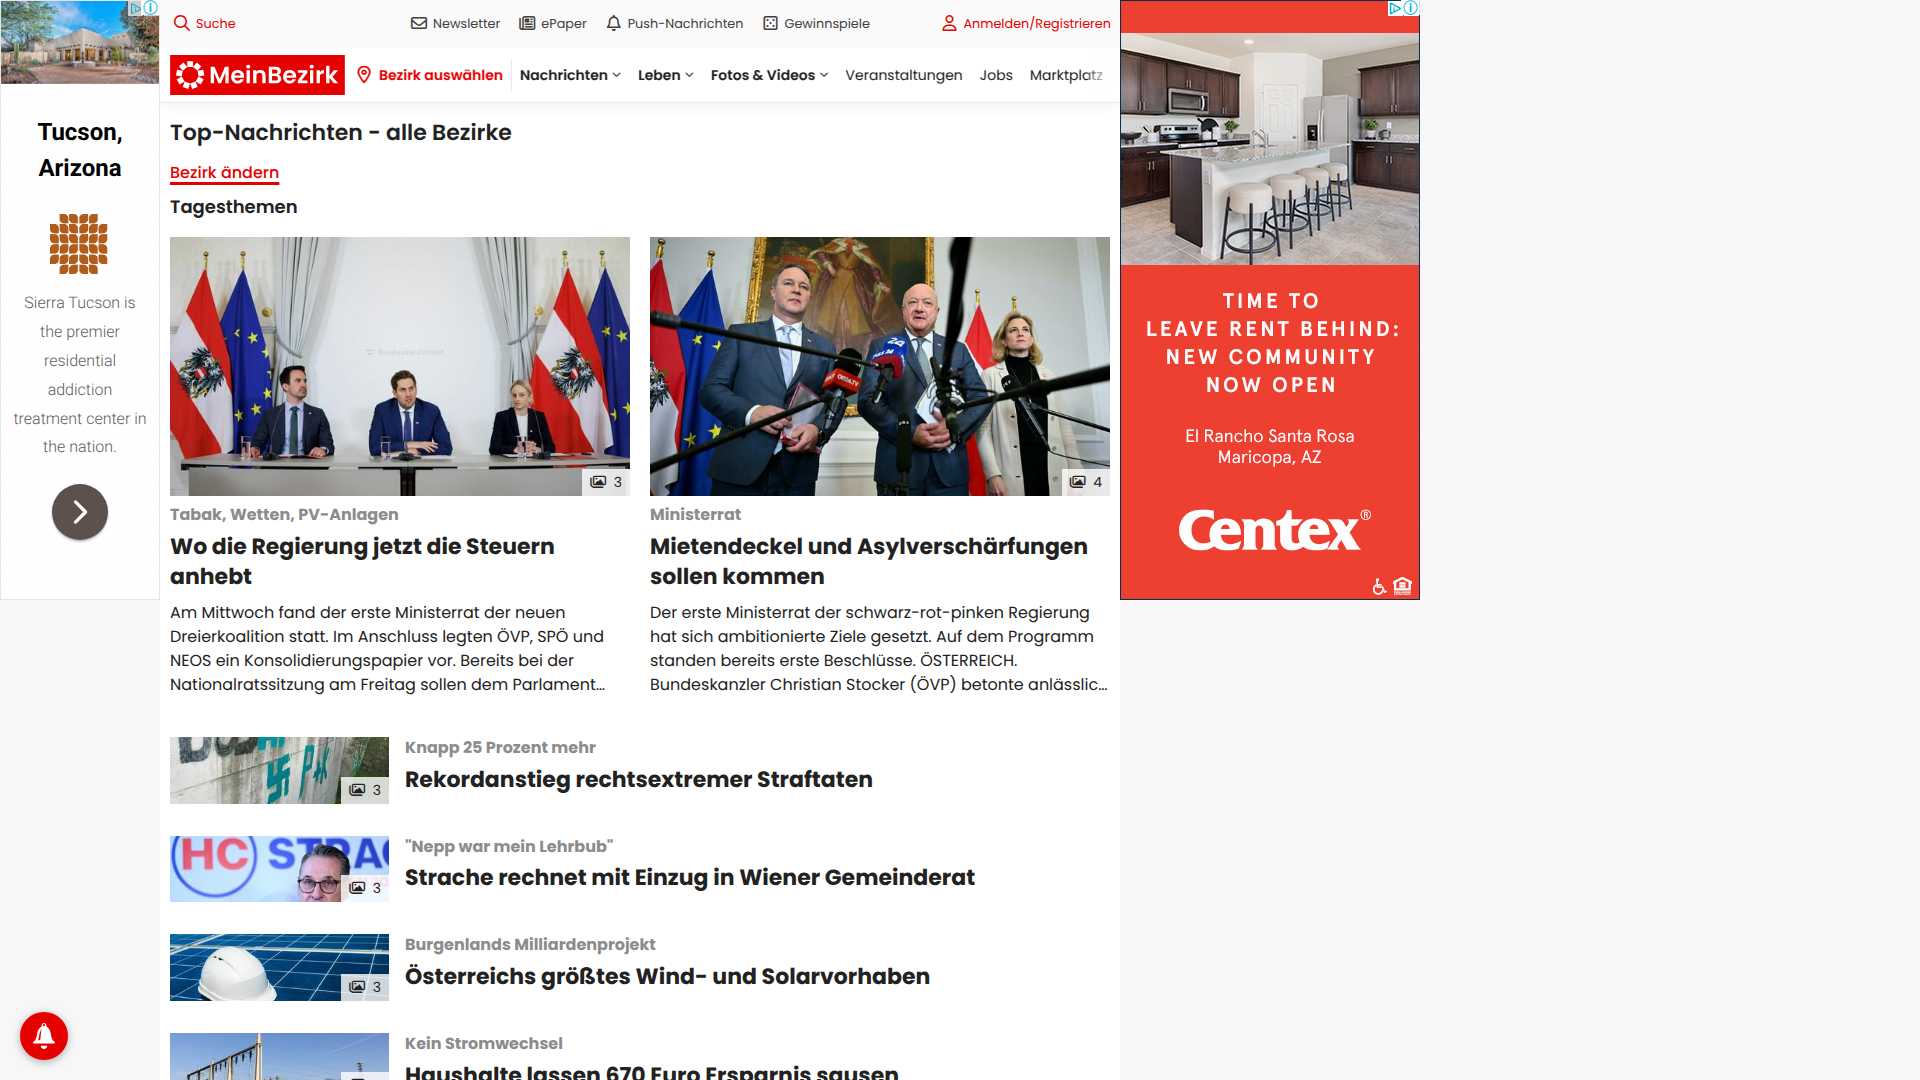 Suche
Newsletter
ePaper
Push-Nachrichten
Gewinnspiele
Anmelden/Registrieren
MeinBezirk
Bezirk auswählen
Nachrichten
Leben
Fotos & Videos
Veranstaltungen
Jobs
Marktplatz
Tucson,
Arizona
Sierra Tucson is
the premier
residential
addiction
treatment center in
the nation.
Top-Nachrichten - alle Bezirke
Bezirk ändern
Tagesthemen
3
Tabak, Wetten, PV-Anlagen
Wo die Regierung jetzt die Steuern
anhebt
Am Mittwoch fand der erste Ministerrat der neuen
Dreierkoalition statt. Im Anschluss legten ÖVP, SPÖ und
NEOS ein Konsolidierungspapier vor. Bereits bei der
Nationalratssitzung am Freitag sollen dem Parlament...
4
Ministerrat
Mietendeckel und Asylverschärfungen
sollen kommen
Der erste Ministerrat der schwarz-rot-pinken Regierung
hat sich ambitionierte Ziele gesetzt. Auf dem Programm
standen bereits erste Beschlüsse. ÖSTERREICH.
Bundeskanzler Christian Stocker (ÖVP) betonte anlässlic...
3
Knapp 25 Prozent mehr
Rekordanstieg rechtsextremer Straftaten
HC STRAC
3
"Nepp war mein Lehrbub"
Strache rechnet mit Einzug in Wiener Gemeinderat
3
Burgenlands Milliardenprojekt
Österreichs größtes Wind- und Solarvorhaben
Kein Stromwechsel
Haushalte lassen 670 Euro Ersparnis sausen
TIME TO
LEAVE RENT BEHIND:
NEW COMMUNITY
NOW OPEN
El Rancho Santa Rosa
Maricopa, AZ
Centex®